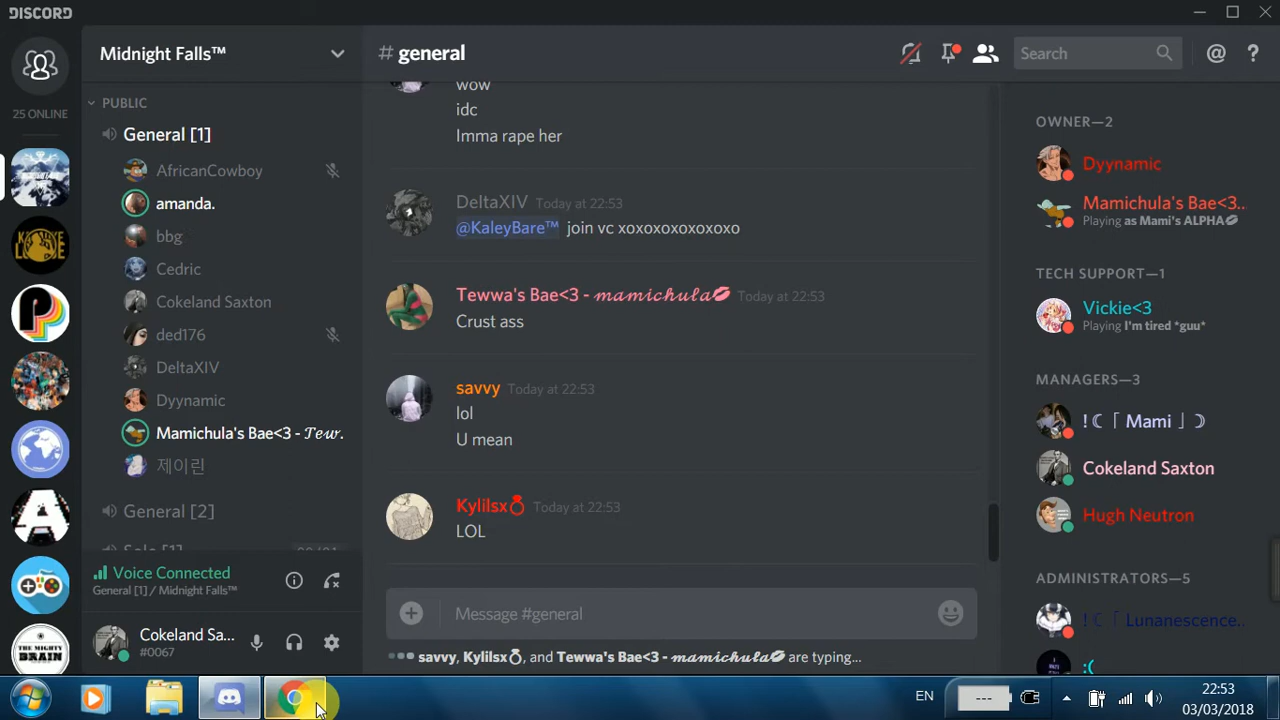 DISCORD
25 ONLINE
THE MIGHTY
BRAIN
Midnight Falls™
PUBLIC
General [1]
AfricanCowboy
amanda.
bbg
Cedric
Cokeland Saxton
ded176
DeltaXIV
Dyynamic
Mamichula's Bae<3 - 𝓣𝓮𝔀.
제이린
General [2]
Voice Connected
General [1] / Midnight Falls™
Cokeland Sa...
#0067
# general
Search
@
?
wow
idc
Imma rape her
DeltaXIV Today at 22:53
@KaleyBare™ join vc xoxoxoxoxoxoxo
Tewwa's Bae<3 - 𝓶𝓪𝓶𝓲𝓬𝓱𝓾𝓵𝓪💋 Today at 22:53
Crust ass
savvy Today at 22:53
lol
U mean
Kylilsx💍 Today at 22:53
LOL
Message #general
savvy, Kylilsx💍, and Tewwa's Bae<3 - 𝓶𝓪𝓶𝓲𝓬𝓱𝓾𝓵𝓪💋 are typing...
OWNER—2
Dyynamic
Mamichula's Bae<3...
Playing as Mami's ALPHA💋
TECH SUPPORT—1
Vickie<3
Playing I'm tired *guu*
MANAGERS—3
! ☾ 「 Mami 」☽
Cokeland Saxton
Hugh Neutron
ADMINISTRATORS—5
! ☾ 「 Lunanescence...
:(
EN
---
22:53
03/03/2018